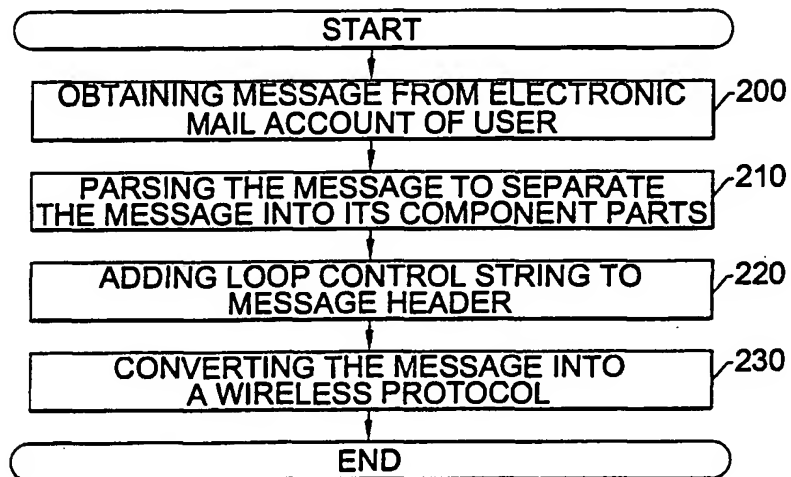 START
OBTAINING MESSAGE FROM ELECTRONIC
MAIL ACCOUNT OF USER
200
PARSING THE MESSAGE TO SEPARATE
THE MESSAGE INTO ITS COMPONENT PARTS
210
ADDING LOOP CONTROL STRING TO
MESSAGE HEADER
220
CONVERTING THE MESSAGE INTO
A WIRELESS PROTOCOL
230
END